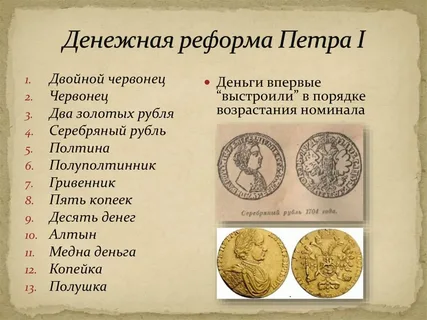 Денежная реформа Петра I
1. Двойной червонец
2. Червонец
3. Два золотых рубля
4. Серебряный рубль
5. Полтина
6. Полуполтинник
7. Гривенник
8. Пять копеек
9. Десять денег
10. Алтын
11. Медна деньга
12. Копейка
13. Полушка
• Деньги впервые
“выстроили” в порядке
возрастания номинала
Серебряный рубль 1704 года.